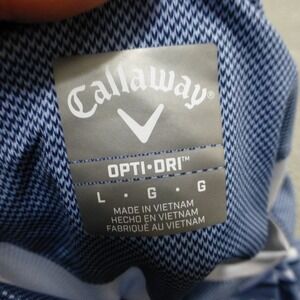 Callaway
OPTI•DRI™
L • G • G
MADE IN VIETNAM
HECHO EN VIETNAM
FABRIQUÉ AU VIETNAM